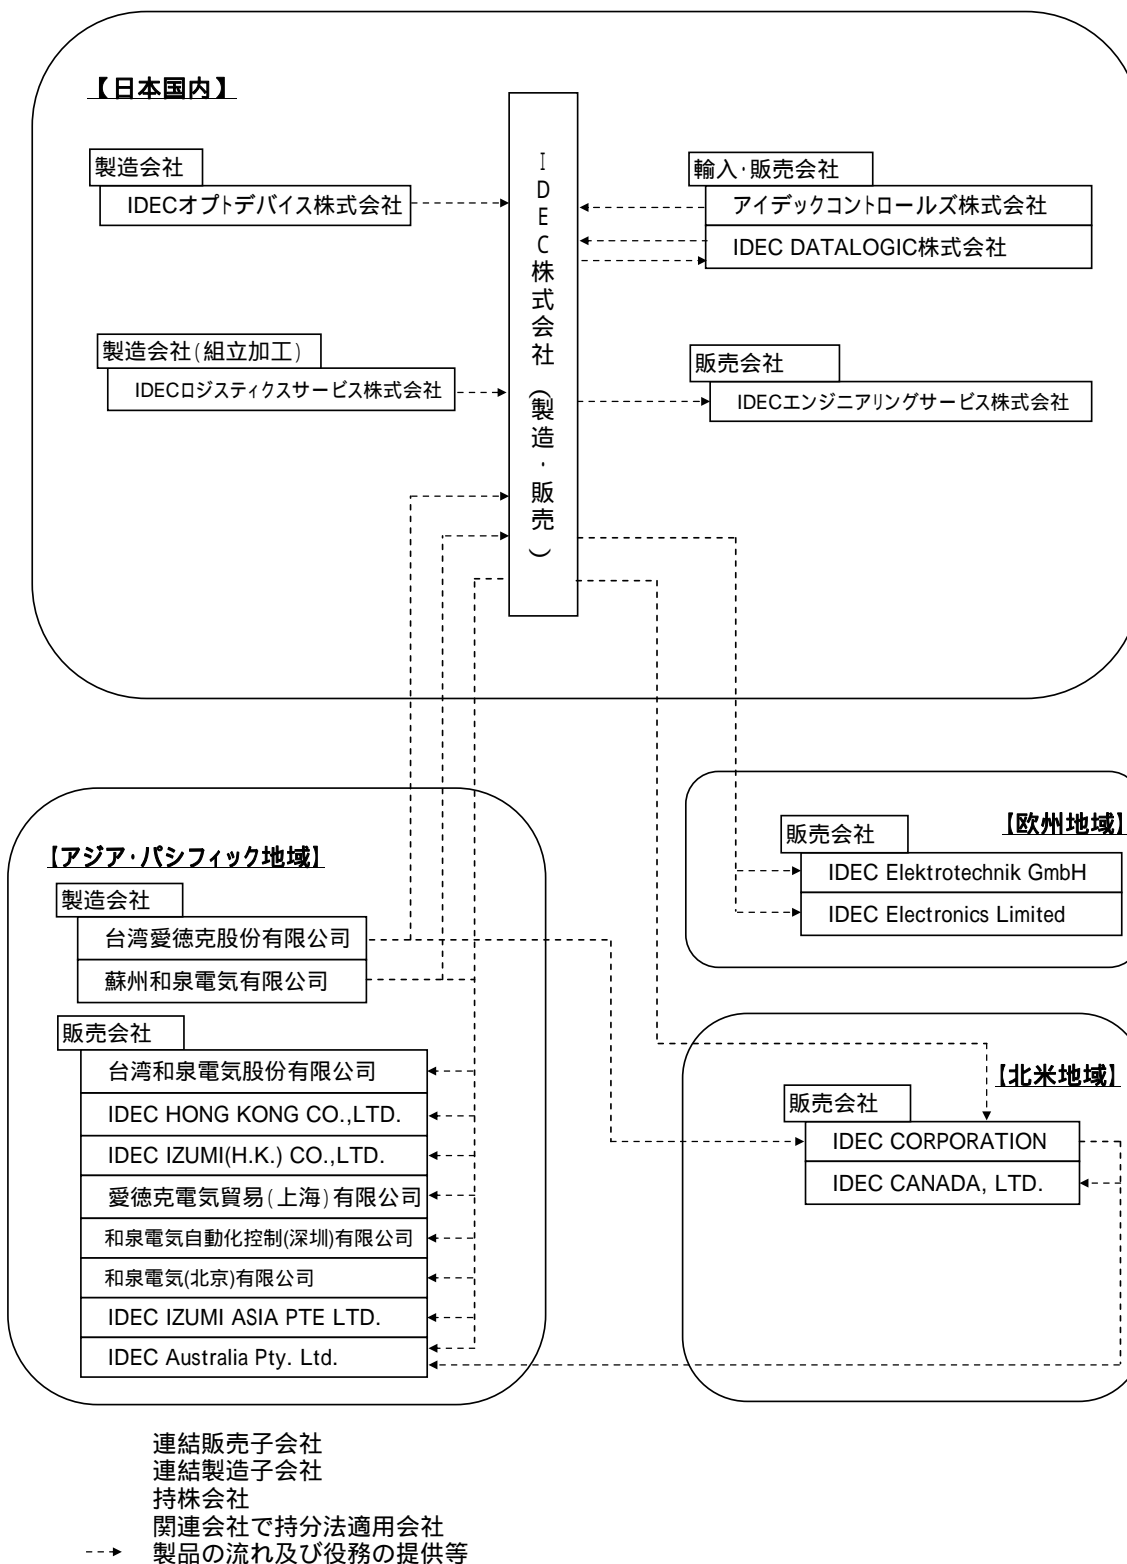 【日本国内】
製造会社
IDECオプトデバイス株式会社
製造会社(組立加工)
IDECロジスティクスサービス株式会社
IDEC株式会社(製造・販売)
輸入・販売会社
アイデックコントロールズ株式会社
IDEC DATALOGIC株式会社
販売会社
IDECエンジニアリングサービス株式会社
【アジア・パシフィック地域】
製造会社
台湾愛徳克股份有限公司
蘇州和泉電気有限公司
販売会社
台湾和泉電気股份有限公司
IDEC HONG KONG CO.,LTD.
IDEC IZUMI(H.K.) CO.,LTD.
愛徳克電気貿易(上海)有限公司
和泉電気自動化控制(深圳)有限公司
和泉電気(北京)有限公司
IDEC IZUMI ASIA PTE LTD.
IDEC Australia Pty. Ltd.
【欧州地域】
販売会社
IDEC Elektrotechnik GmbH
IDEC Electronics Limited
【北米地域】
販売会社
IDEC CORPORATION
IDEC CANADA, LTD.
連結販売子会社
連結製造子会社
持株会社
関連会社で持分法適用会社
製品の流れ及び役務の提供等